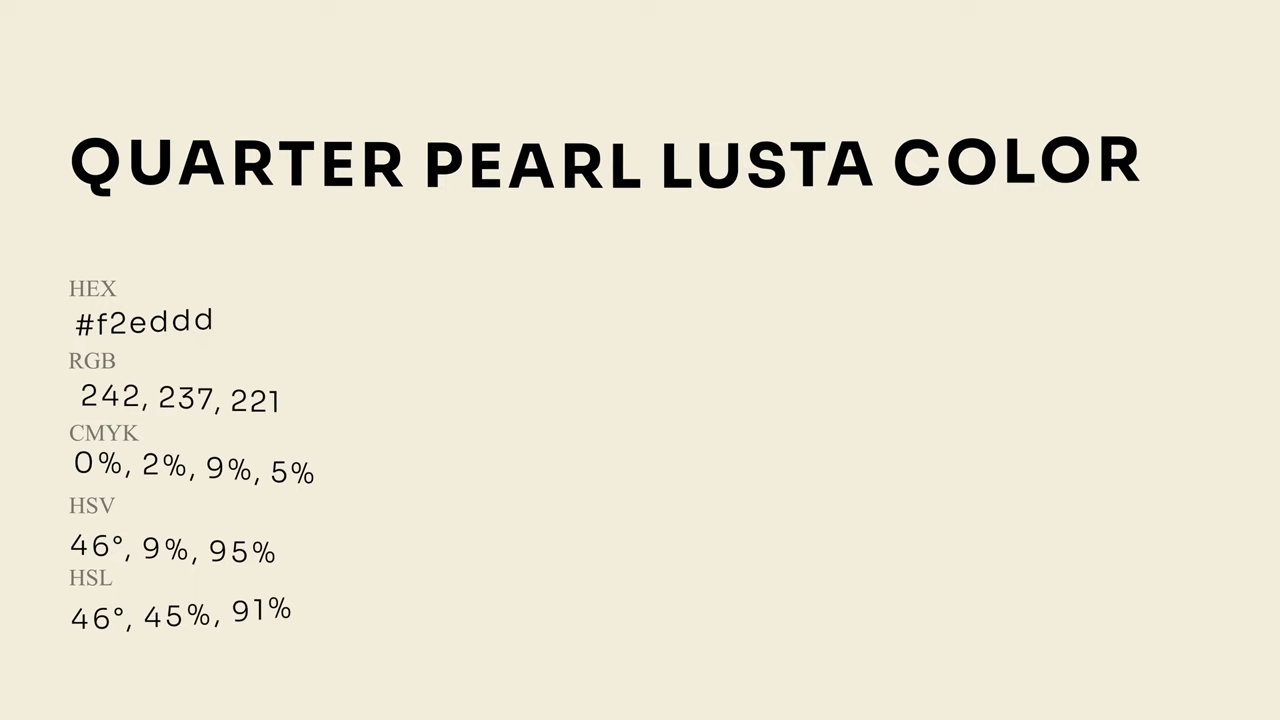 QUARTER PEARL LUSTA COLOR
HEX
#f2eddd
RGB
242, 237, 221
CMYK
0%, 2%, 9%, 5%
HSV
46°, 9%, 95%
HSL
46°, 45%, 91%